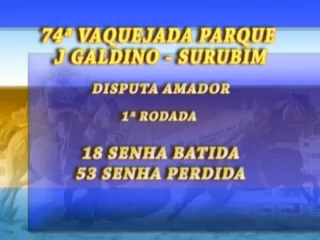 74ª VAQUEJADA PARQUE
J GALDINO - SURUBIM
DISPUTA AMADOR
1ª RODADA
18 SENHA BATIDA
53 SENHA PERDIDA